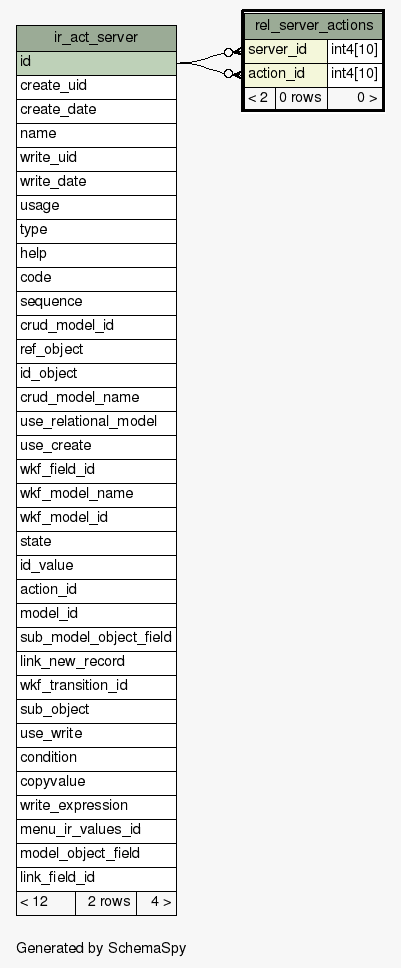 ir_act_server
id
create_uid
create_date
name
write_uid
write_date
usage
type
help
code
sequence
crud_model_id
ref_object
id_object
crud_model_name
use_relational_model
use_create
wkf_field_id
wkf_model_name
wkf_model_id
state
id_value
action_id
model_id
sub_model_object_field
link_new_record
wkf_transition_id
sub_object
use_write
condition
copyvalue
write_expression
menu_ir_values_id
model_object_field
link_field_id
< 12 2 rows 4 >
rel_server_actions
server_id int4[10]
action_id int4[10]
< 2 0 rows 0 >
Generated by SchemaSpy